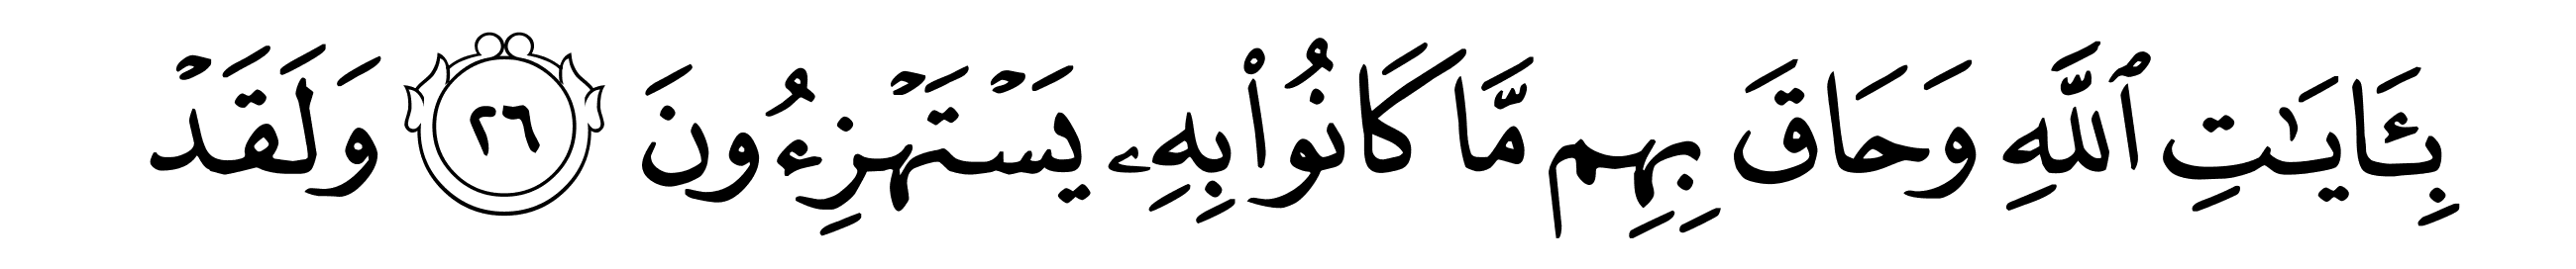 بِـَٔايَٰتِ ٱللَّهِ وَحَاقَ بِهِم مَّا كَانُوا۟ بِهِۦ يَسْتَهْزِءُونَ ٢٦ وَلَقَدْ